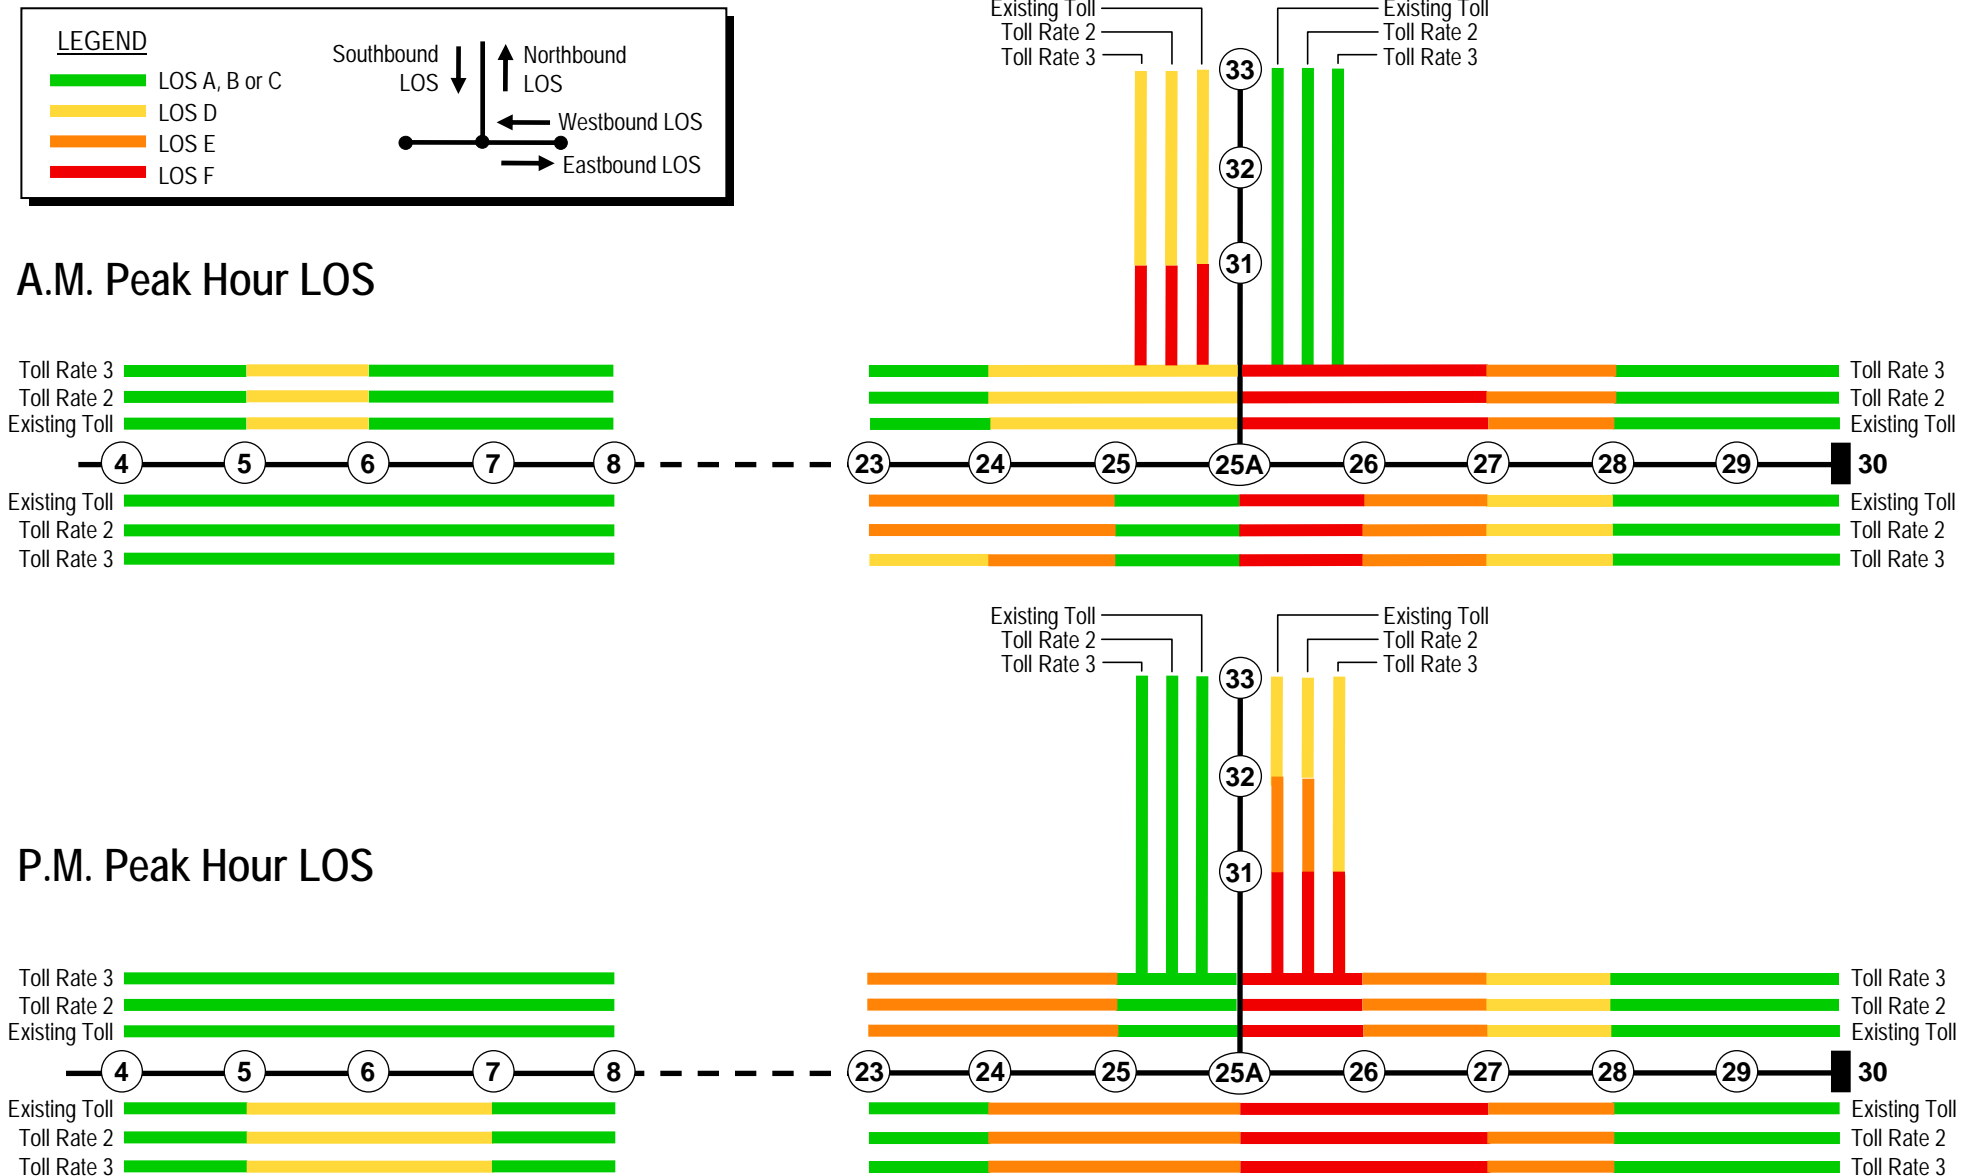 LEGEND
LOS A, B or C
LOS D
LOS E
LOS F
Southbound
LOS
Northbound
LOS
Westbound LOS
Eastbound LOS
A.M. Peak Hour LOS
Existing Toll
Toll Rate 2
Toll Rate 3
Existing Toll
Toll Rate 2
Toll Rate 3
33
32
31
Toll Rate 3
Toll Rate 2
Existing Toll
Toll Rate 3
Toll Rate 2
Existing Toll
4 5 6 7 8 23 24 25 25A 26 27 28 29 30
Existing Toll
Toll Rate 2
Toll Rate 3
Existing Toll
Toll Rate 2
Toll Rate 3
P.M. Peak Hour LOS
Existing Toll
Toll Rate 2
Toll Rate 3
Existing Toll
Toll Rate 2
Toll Rate 3
33
32
31
Toll Rate 3
Toll Rate 2
Existing Toll
Toll Rate 3
Toll Rate 2
Existing Toll
4 5 6 7 8 23 24 25 25A 26 27 28 29 30
Existing Toll
Toll Rate 2
Toll Rate 3
Existing Toll
Toll Rate 2
Toll Rate 3